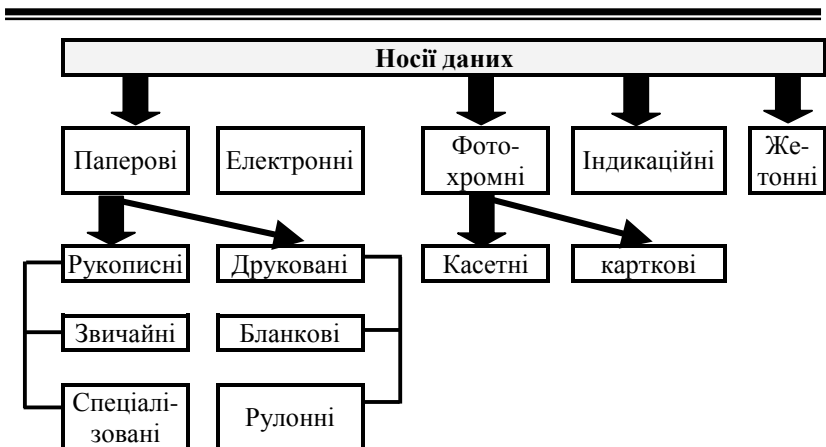 Носії даних
Паперові
Електронні
Фото-
хромні
Індикаційні
Же-
тонні
Рукописні
Друковані
Касетні
карткові
Звичайні
Бланкові
Спеціалі-
зовані
Рулонні